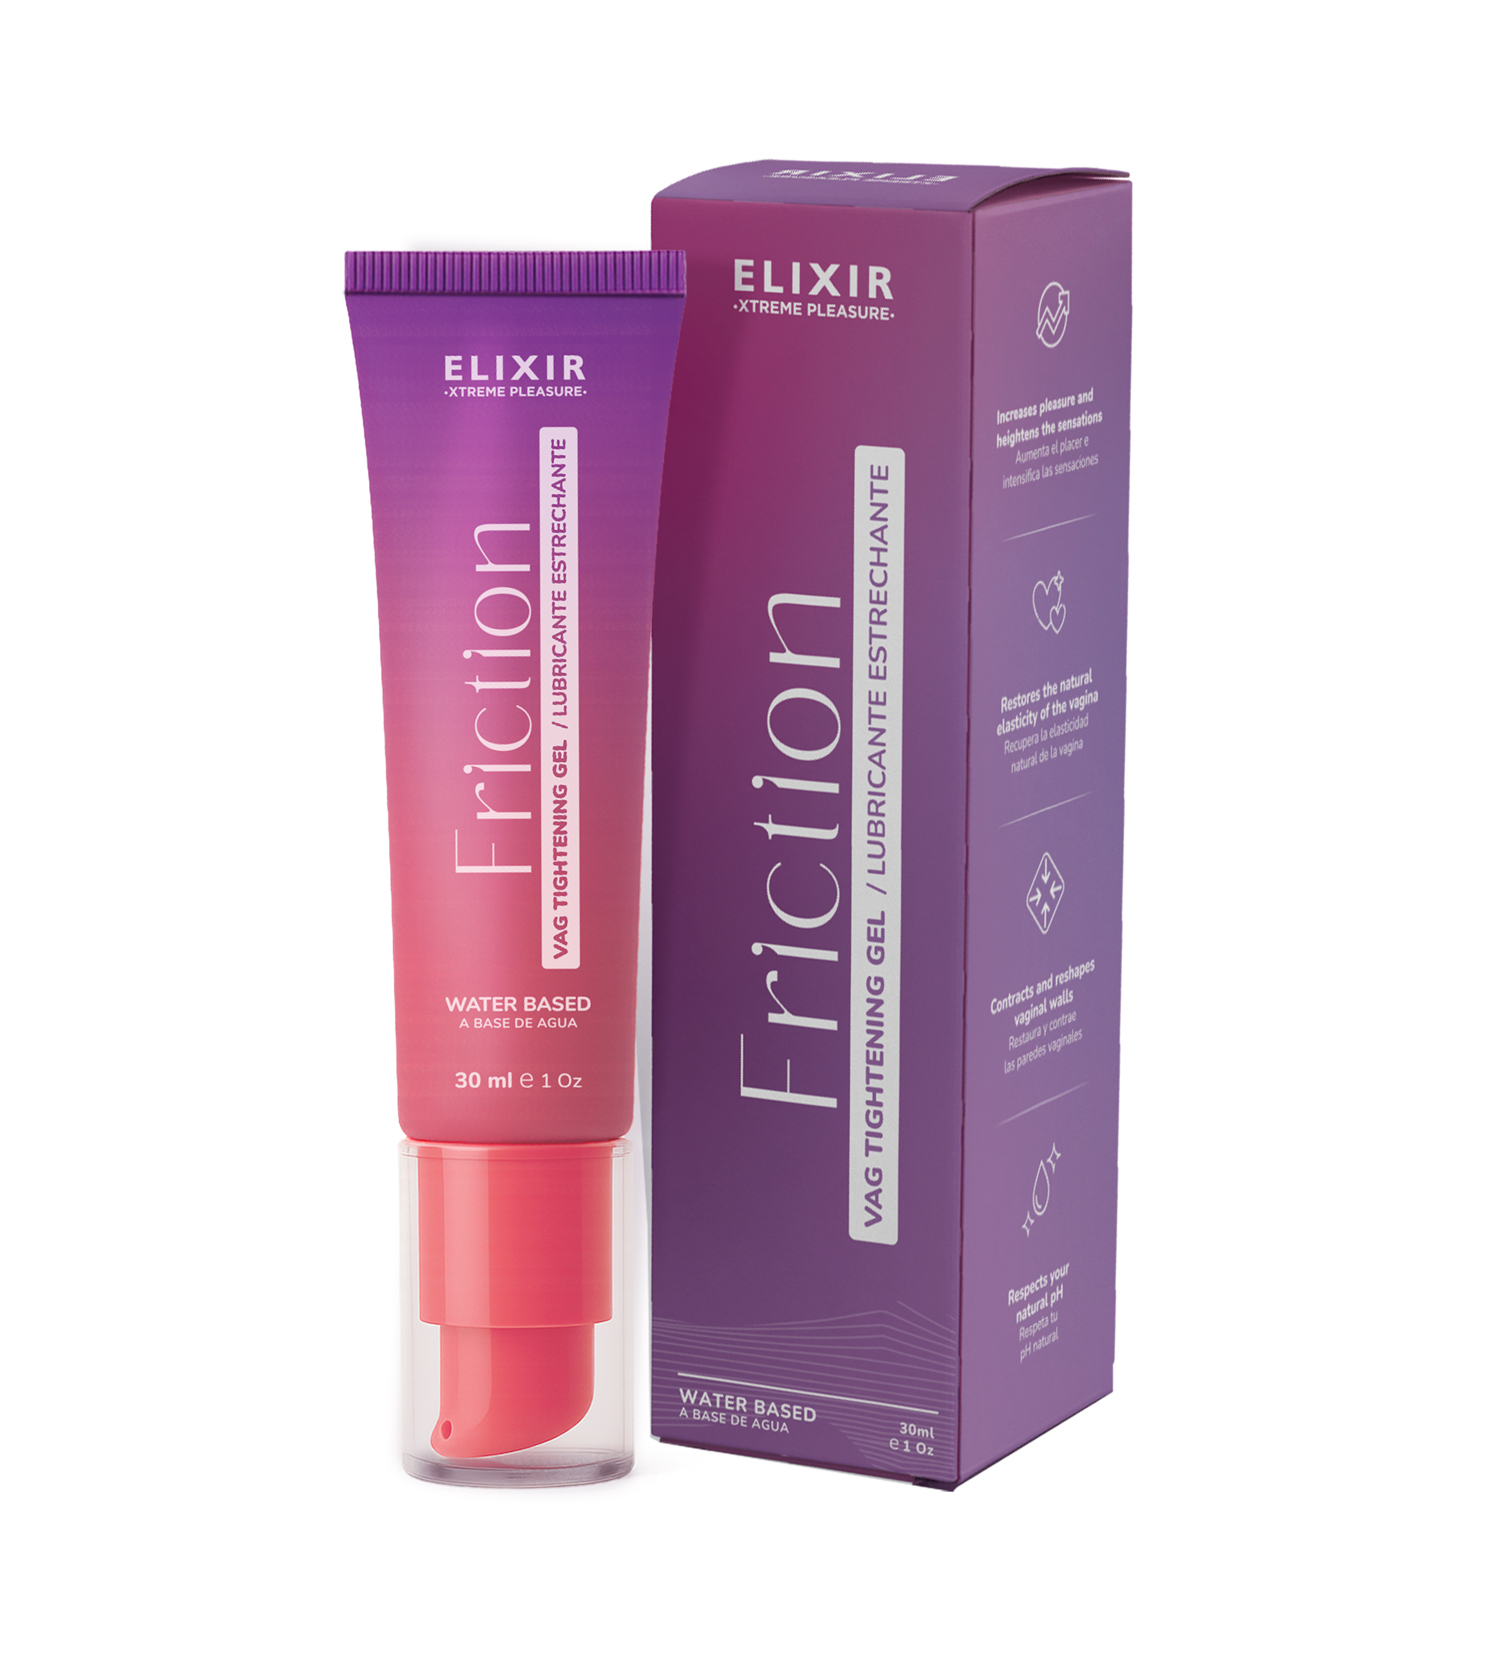 ELIXIR
·XTREME PLEASURE·
Friction
VAG TIGHTENING GEL / LUBRICANTE ESTRECHANTE
WATER BASED
A BASE DE AGUA
30 ml e 1 Oz
ELIXIR
ELIXIR
·XTREME PLEASURE·
Friction
VAG TIGHTENING GEL / LUBRICANTE ESTRECHANTE
WATER BASED
A BASE DE AGUA
30ml
e 1 Oz
Increases pleasure and
heightens the sensations
Aumenta el placer e
intensifica las sensaciones
Restores the natural
elasticity of the vagina
Recupera la elasticidad
natural de la vagina
Contracts and reshapes
vaginal walls
Restaura y contrae
las paredes vaginales
Respects your
natural pH
Respeta tu
pH natural